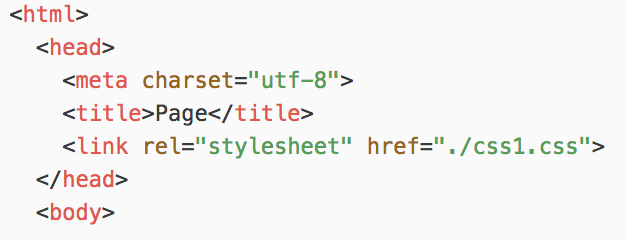 <html>
<head>
<meta charset="utf-8">
<title>Page</title>
<link rel="stylesheet" href="./css1.css">
</head>
<body>